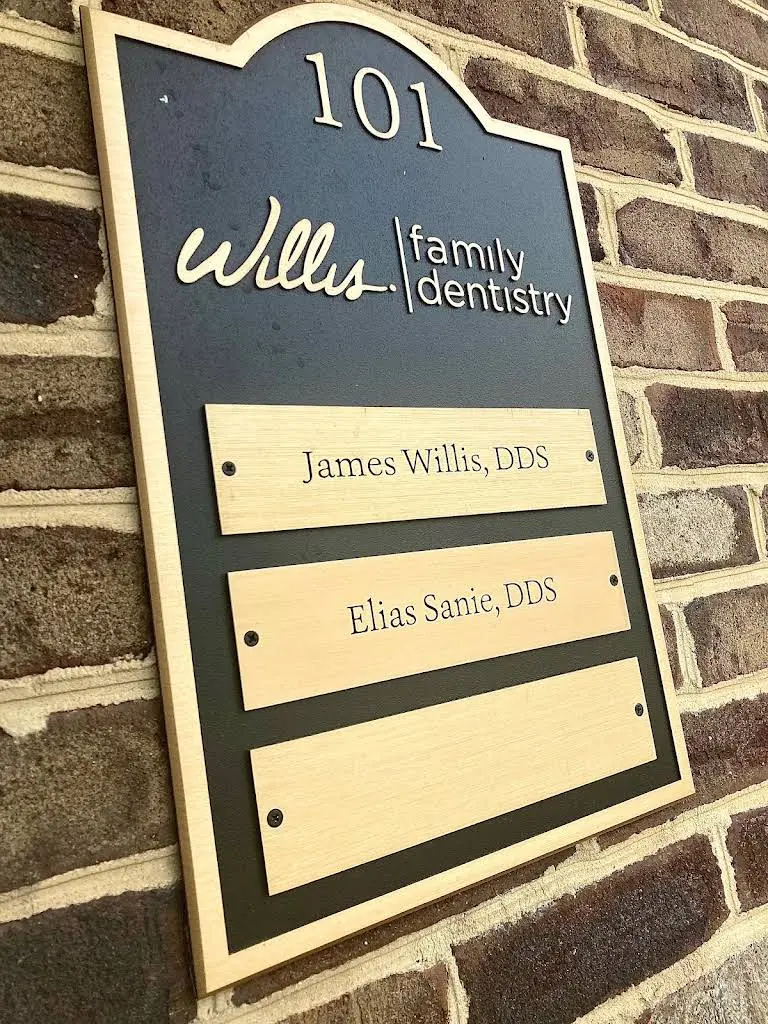 101
Willis. family
dentistry
James Willis, DDS
Elias Sanie, DDS